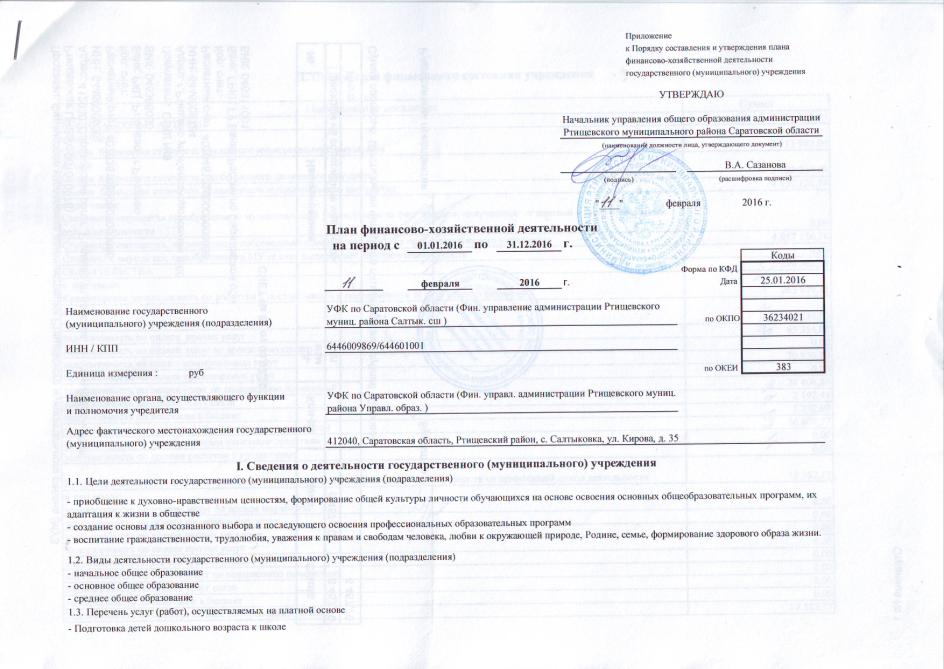 Приложение
к Порядку составления и утверждения плана
финансово-хозяйственной деятельности
государственного (муниципального) учреждения
УТВЕРЖДАЮ
Начальник управления общего образования администрации
Ртищевского муниципального района Саратовской области
(наименование должности лица, утверждающего документ)
В.А. Сазанова
(подпись) (расшифровка подписи)
" 11 " февраля 2016 г.
План финансово-хозяйственной деятельности
на период с 01.01.2016 по 31.12.2016 г.
Коды
Форма по КФД
11 февраля 2016 г.
Дата 25.01.2016
Наименование государственного
(муниципального) учреждения (подразделения)
УФК по Саратовской области (Фин. управление администрации Ртищевского
муниц. района Салтык. сш )
по ОКПО 36234021
ИНН / КПП 6446009869/644601001
Единица измерения : руб
по ОКЕИ 383
Наименование органа, осуществляющего функции
и полномочия учредителя
УФК по Саратовской области (Фин. управл. администрации Ртищевского муниц.
района Управл. образ. )
Адрес фактического местонахождения государственного
(муниципального) учреждения
412040, Саратовская область, Ртищевский район, с. Салтыковка, ул. Кирова, д. 35
I. Сведения о деятельности государственного (муниципального) учреждения
1.1. Цели деятельности государственного (муниципального) учреждения (подразделения)
- приобщение к духовно-нравственным ценностям, формирование общей культуры личности обучающихся на основе освоения основных общеобразовательных программ, их
адаптация к жизни в обществе
- создание основы для осознанного выбора и последующего освоения профессиональных образовательных программ
- воспитание гражданственности, трудолюбия, уважения к правам и свободам человека, любви к окружающей природе, Родине, семье, формирование здорового образа жизни.
1.2. Виды деятельности государственного (муниципального) учреждения (подразделения)
- начальное общее образование
- основное общее образование
- среднее общее образование
1.3. Перечень услуг (работ), осуществляемых на платной основе
- Подготовка детей дошкольного возраста к школе